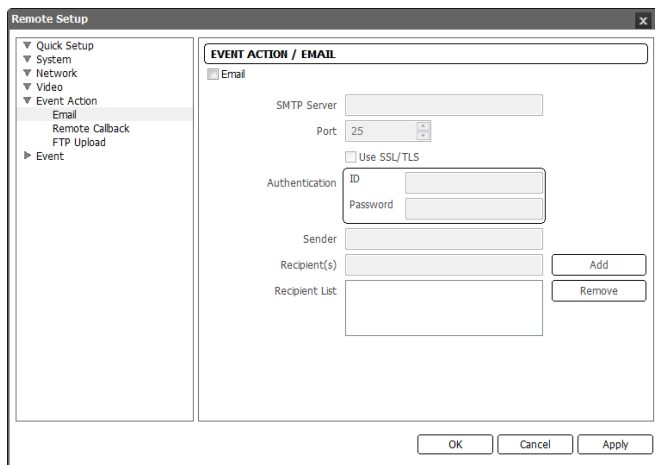 Remote Setup
x
Quick Setup
System
Network
Video
Event Action
Email
Remote Callback
FTP Upload
Event
EVENT ACTION / EMAIL
Email
SMTP Server
Port 25
Use SSL/TLS
Authentication ID
Password
Sender
Recipient(s) Add
Recipient List Remove
OK Cancel Apply